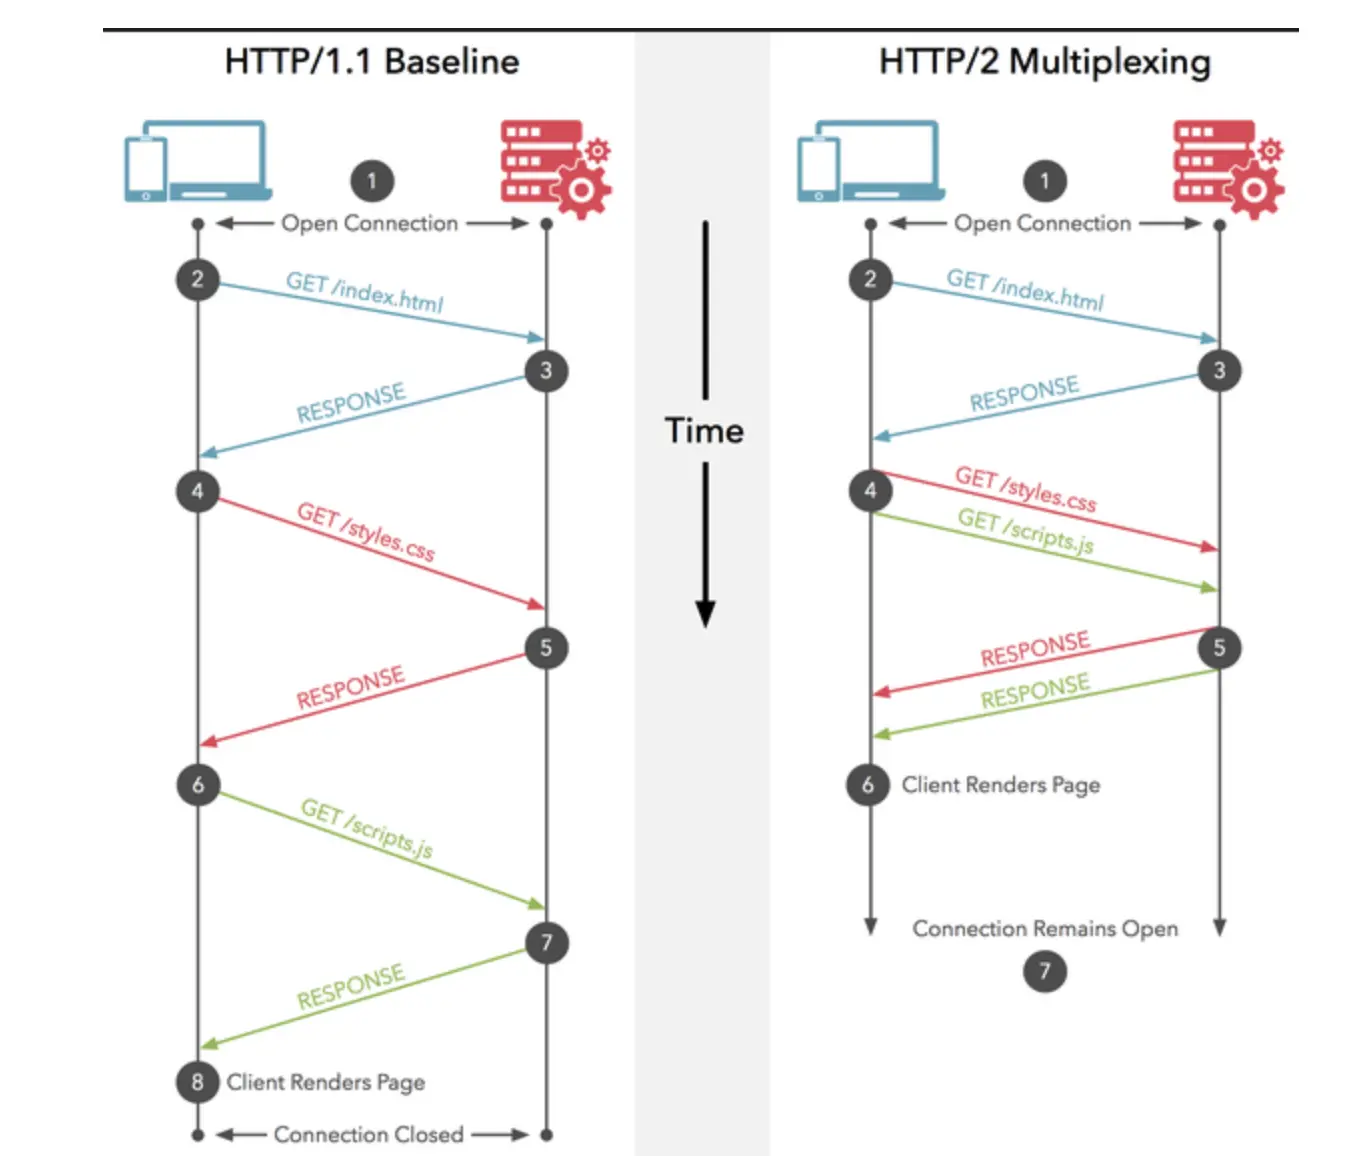 HTTP/1.1 Baseline
1
Open Connection
2
GET /index.html
3
RESPONSE
4
GET /styles.css
5
RESPONSE
6
GET /scripts.js
7
RESPONSE
8
Client Renders Page
Connection Closed
Time
HTTP/2 Multiplexing
1
Open Connection
2
GET /index.html
3
RESPONSE
4
GET /styles.css
GET /scripts.js
5
RESPONSE
RESPONSE
6
Client Renders Page
Connection Remains Open
7